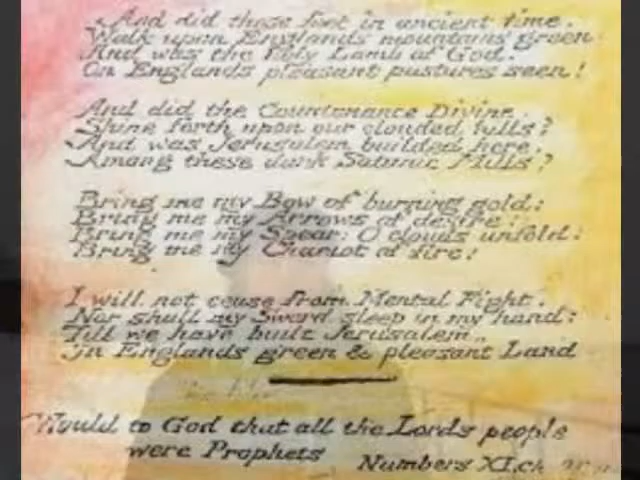 And did those feet in ancient time.
Walk upon Englands mountains green:
And was the holy Lamb of God.
On Englands pleasant pastures seen!
And did the Countenance Divine.
Shine forth upon our clouded hills?
And was Jerusalem builded here.
Among these dark Satanic Mills?
Bring me my Bow of burning gold:
Bring me my Arrows of desire:
Bring me my Spear: O clouds unfold:
Bring me my Chariot of fire!
I will not cease from Mental Fight.
Nor shall my Sword sleep in my hand:
Till we have built Jerusalem.
In Englands green & pleasant Land
Would to God that all the Lords people
were Prophets Numbers XI.ch